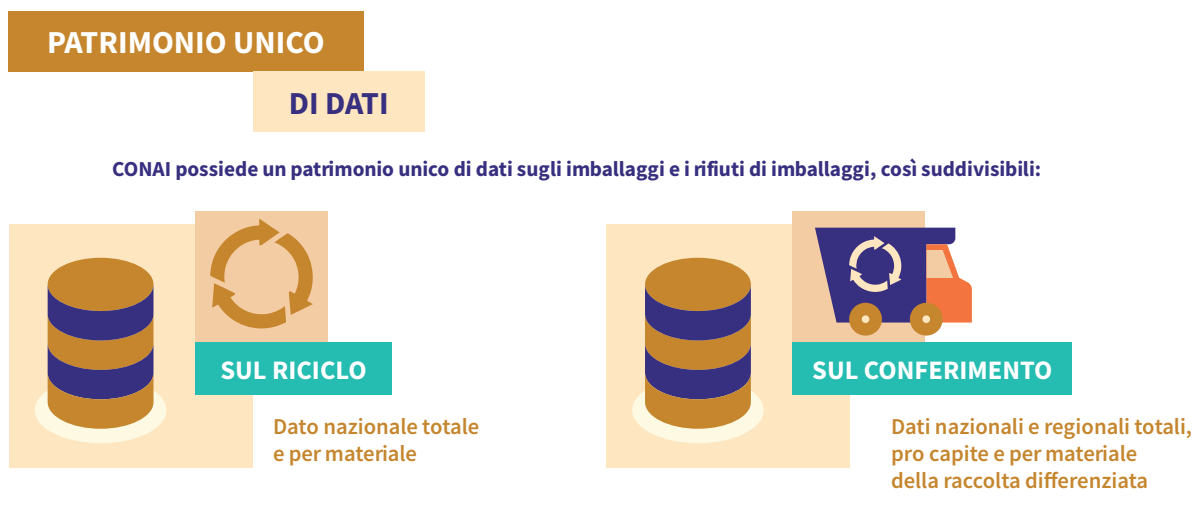 PATRIMONIO UNICO
DI DATI
CONAI possiede un patrimonio unico di dati sugli imballaggi e i rifiuti di imballaggi, così suddivisibili:
SUL RICICLO
Dato nazionale totale
e per materiale
SUL CONFERIMENTO
Dati nazionali e regionali totali,
pro capite e per materiale
della raccolta differenziata